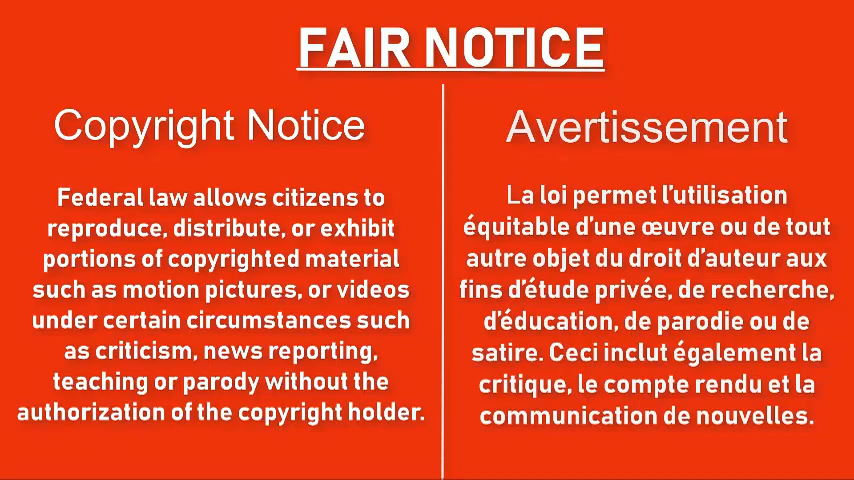 FAIR NOTICE
Copyright Notice
Federal law allows citizens to
reproduce, distribute, or exhibit
portions of copyrighted material
such as motion pictures, or videos
under certain circumstances such
as criticism, news reporting,
teaching or parody without the
authorization of the copyright holder.
Avertissement
La loi permet l'utilisation
équitable d'une œuvre ou de tout
autre objet du droit d'auteur aux
fins d'étude privée, de recherche,
d'éducation, de parodie ou de
satire. Ceci inclut également la
critique, le compte rendu et la
communication de nouvelles.